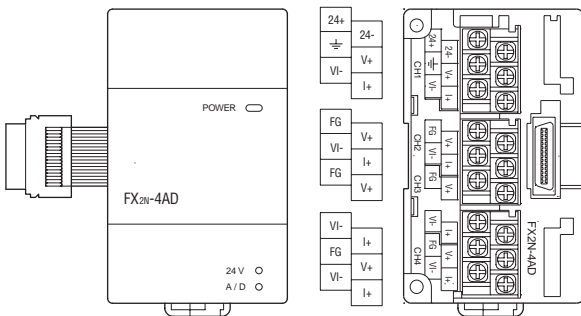 POWER
FX2N-4AD
24 V
A / D
24+
24-
⏚
V+
VI-
I+
FG
V+
VI-
I+
FG
V+
VI-
I+
FG
V+
VI-
I+
CH1
24+
24-
⏚
V+
VI-
I+
CH2
FG
V+
VI-
I+
CH3
FG
V+
VI-
I+
CH4
FG
V+
VI-
I+
FX2N-4AD